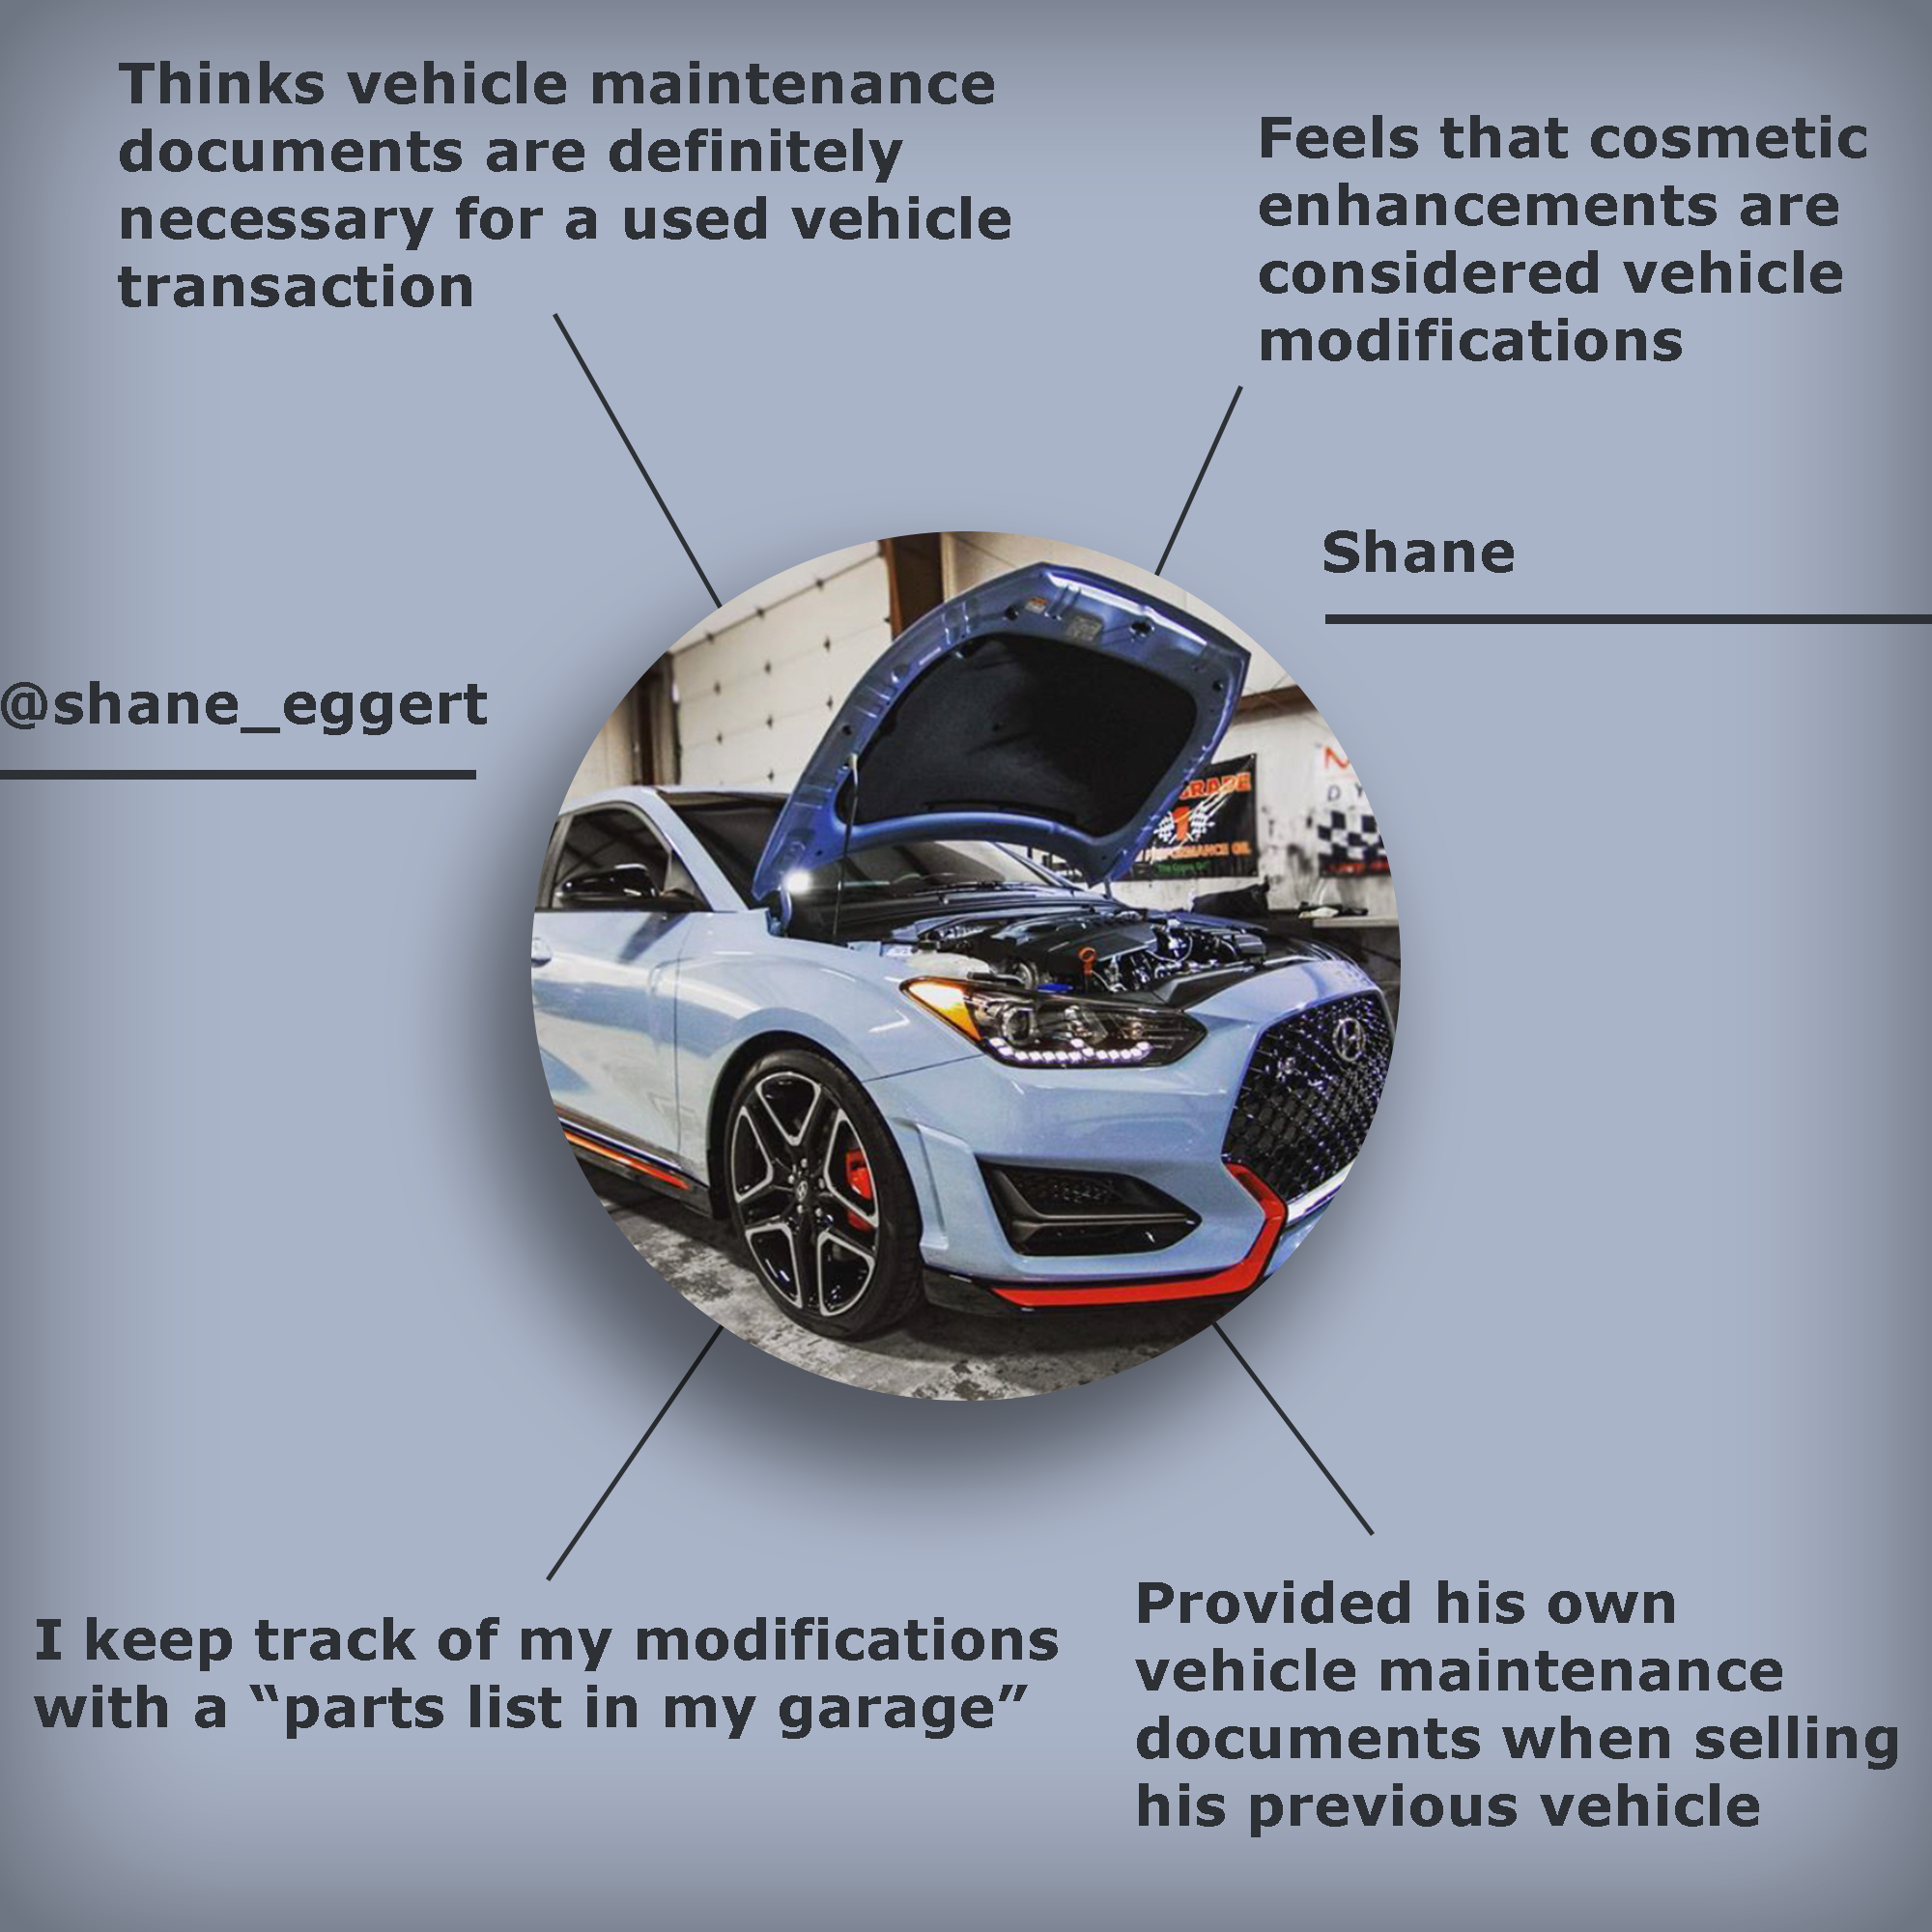 Thinks vehicle maintenance
documents are definitely
necessary for a used vehicle
transaction
Feels that cosmetic
enhancements are
considered vehicle
modifications
Shane
@shane_eggert
I keep track of my modifications
with a “parts list in my garage”
Provided his own
vehicle maintenance
documents when selling
his previous vehicle